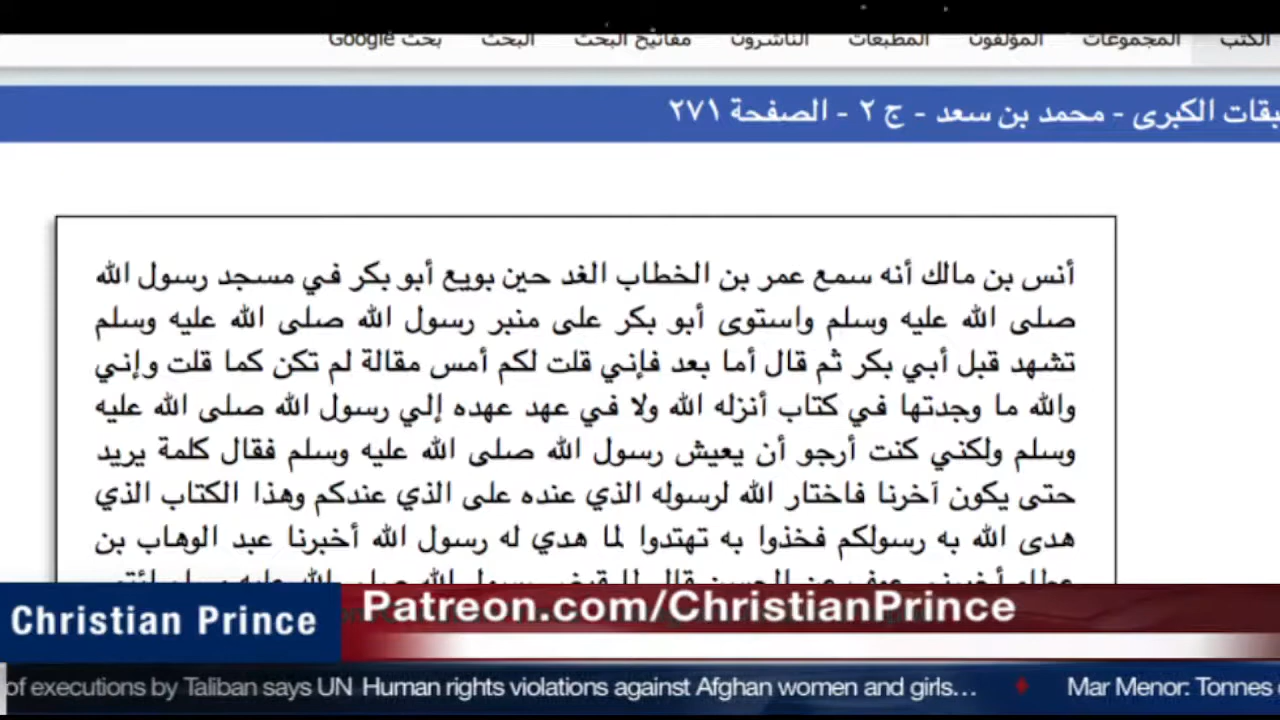 الكتب المجموعات المؤلفون المطبعات الناشرون مفاتيح البحث البحث بحث Google
بقات الكبرى - محمد بن سعد - ج ٢ - الصفحة ٢٧١
أنس بن مالك أنه سمع عمر بن الخطاب الغد حين بويع أبو بكر في مسجد رسول الله
صلى الله عليه وسلم واستوى أبو بكر على منبر رسول الله صلى الله عليه وسلم
تشهد قبل أبي بكر ثم قال أما بعد فإني قلت لكم أمس مقالة لم تكن كما قلت وإني
والله ما وجدتها في كتاب أنزله الله ولا في عهد عهده إلي رسول الله صلى الله عليه
وسلم ولكني كنت أرجو أن يعيش رسول الله صلى الله عليه وسلم فقال كلمة يريد
حتى يكون آخرنا فاختار الله لرسوله الذي عنده على الذي عندكم وهذا الكتاب الذي
هدى الله به رسولكم فخذوا به تهتدوا لما هدي له رسول الله أخبرنا عبد الوهاب بن
Patreon.com/ChristianPrince
Christian Prince
of executions by Taliban says UN Human rights violations against Afghan women and girls... Mar Menor: Tonnes